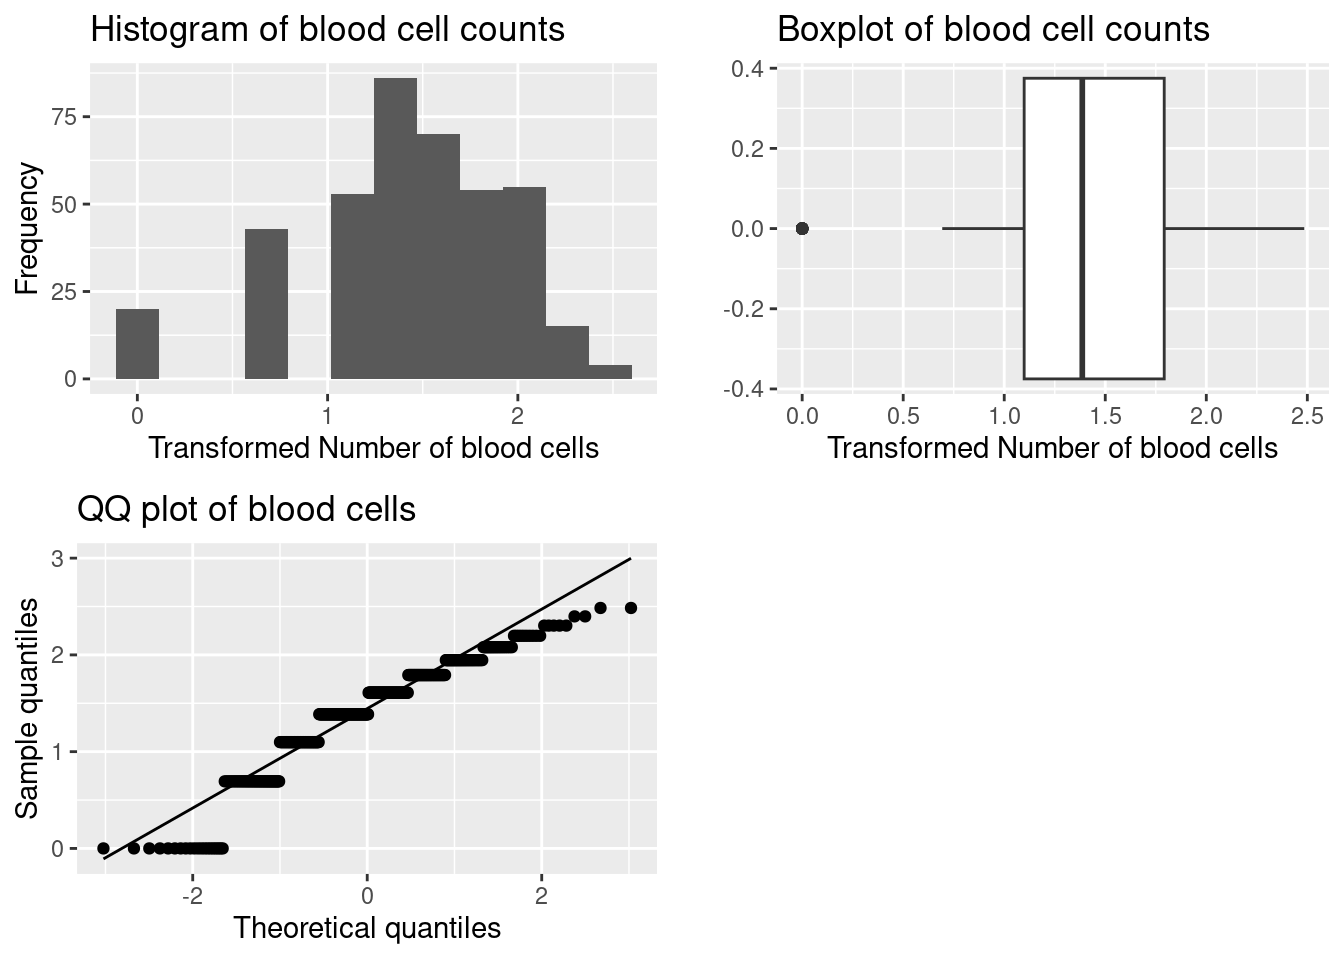 Histogram of blood cell counts
75
50
25
0
Frequency
0 1 2
Transformed Number of blood cells
Boxplot of blood cell counts
0.4
0.2
0.0
-0.2
-0.4
0.0 0.5 1.0 1.5 2.0 2.5
Transformed Number of blood cells
QQ plot of blood cells
3
2
1
0
Sample quantiles
-2 0 2
Theoretical quantiles